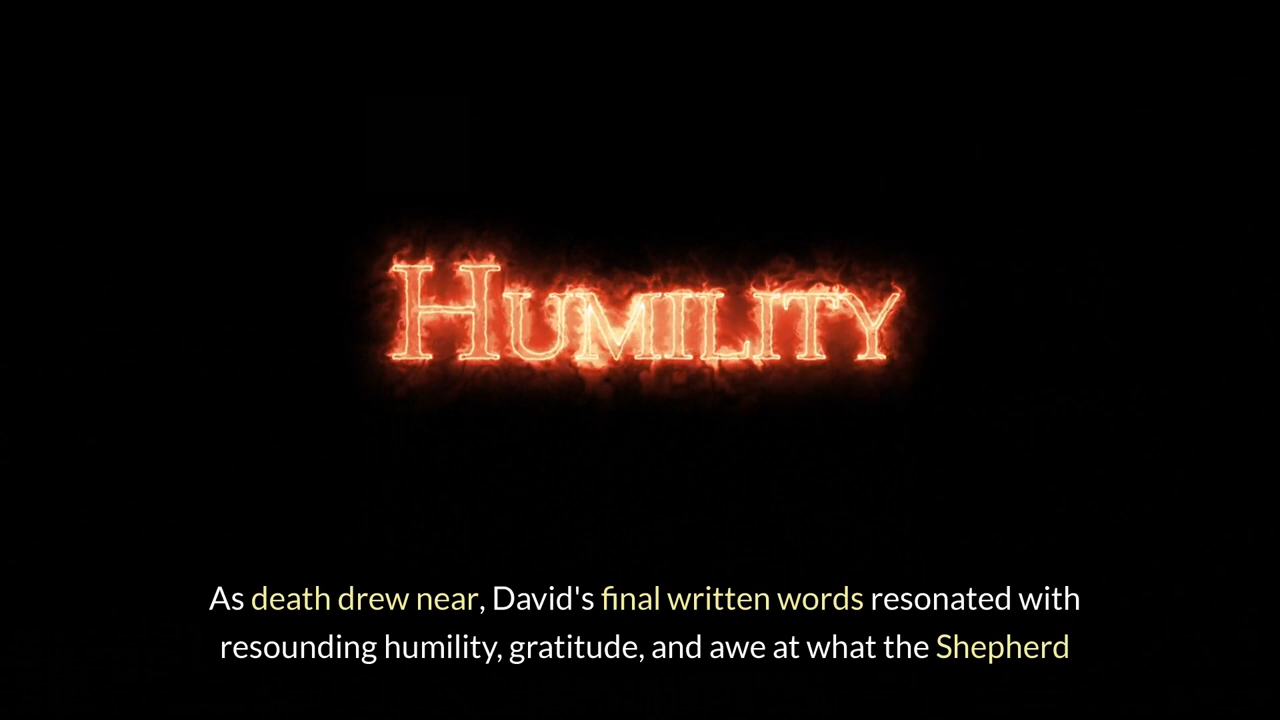 Humility
As death drew near, David's final written words resonated with
resounding humility, gratitude, and awe at what the Shepherd